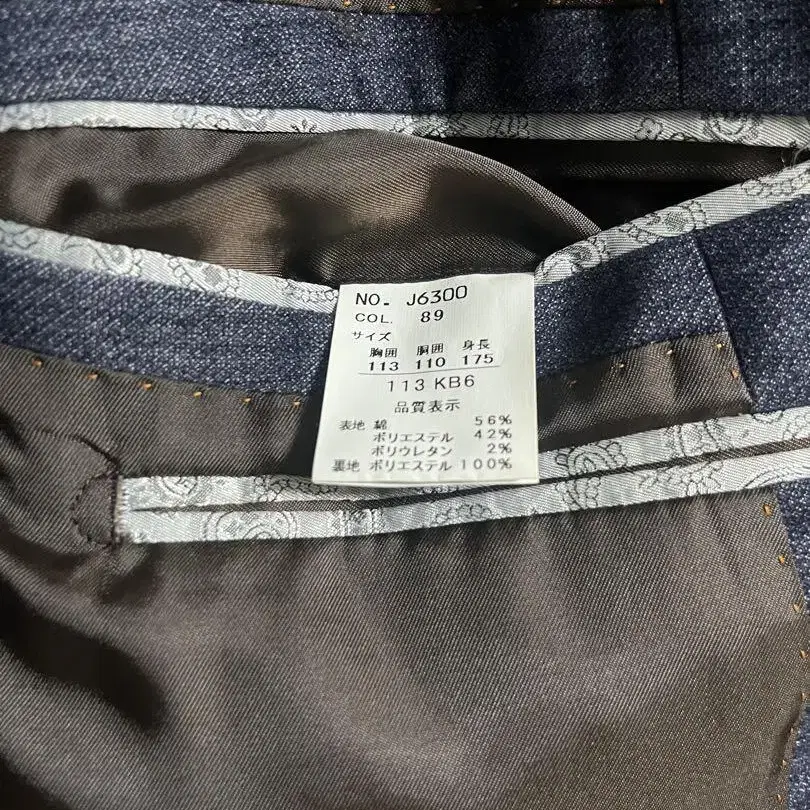 NO. J6300
COL. 89
サイズ
胸囲 胴囲 身長
113 110 175
113 KB6
品質表示
表地 綿 56%
ポリエステル 42%
ポリウレタン 2%
裏地 ポリエステル 100%